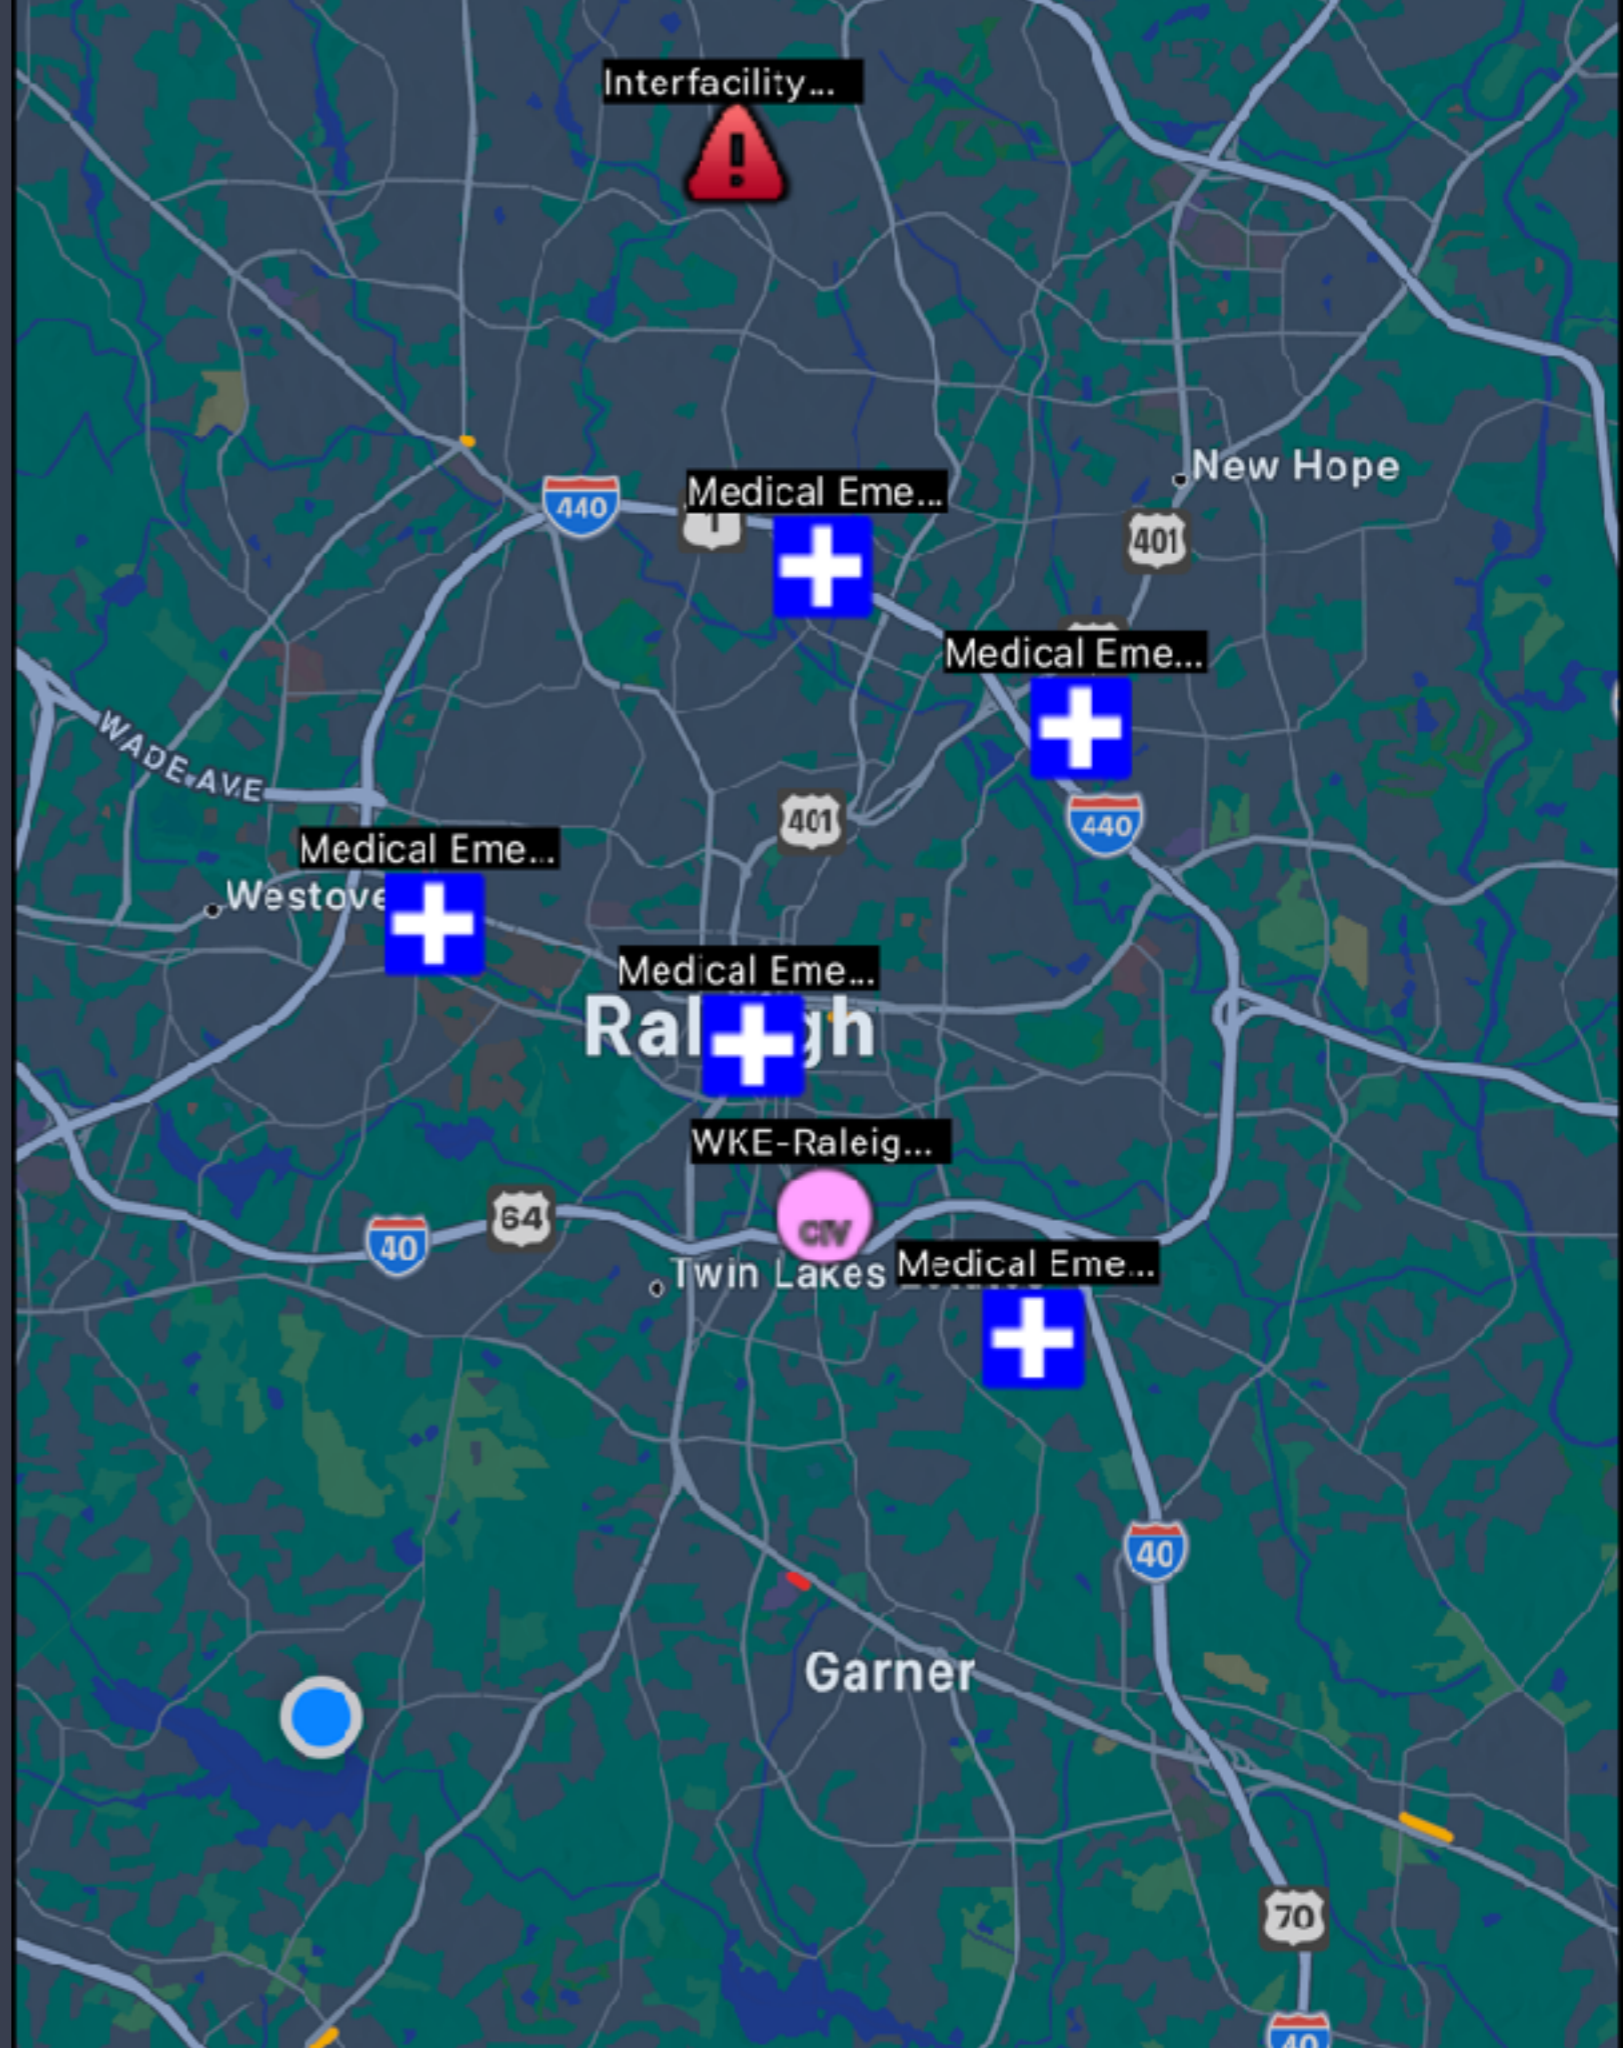 Interfacility...
Medical Eme...
440
1
New Hope
401
Medical Eme...
WADE AVE
401
440
Medical Eme...
Westove
Medical Eme...
Ral gh
WKE-Raleig...
CIV
64
40
Twin Lakes
Medical Eme...
40
Garner
70
40